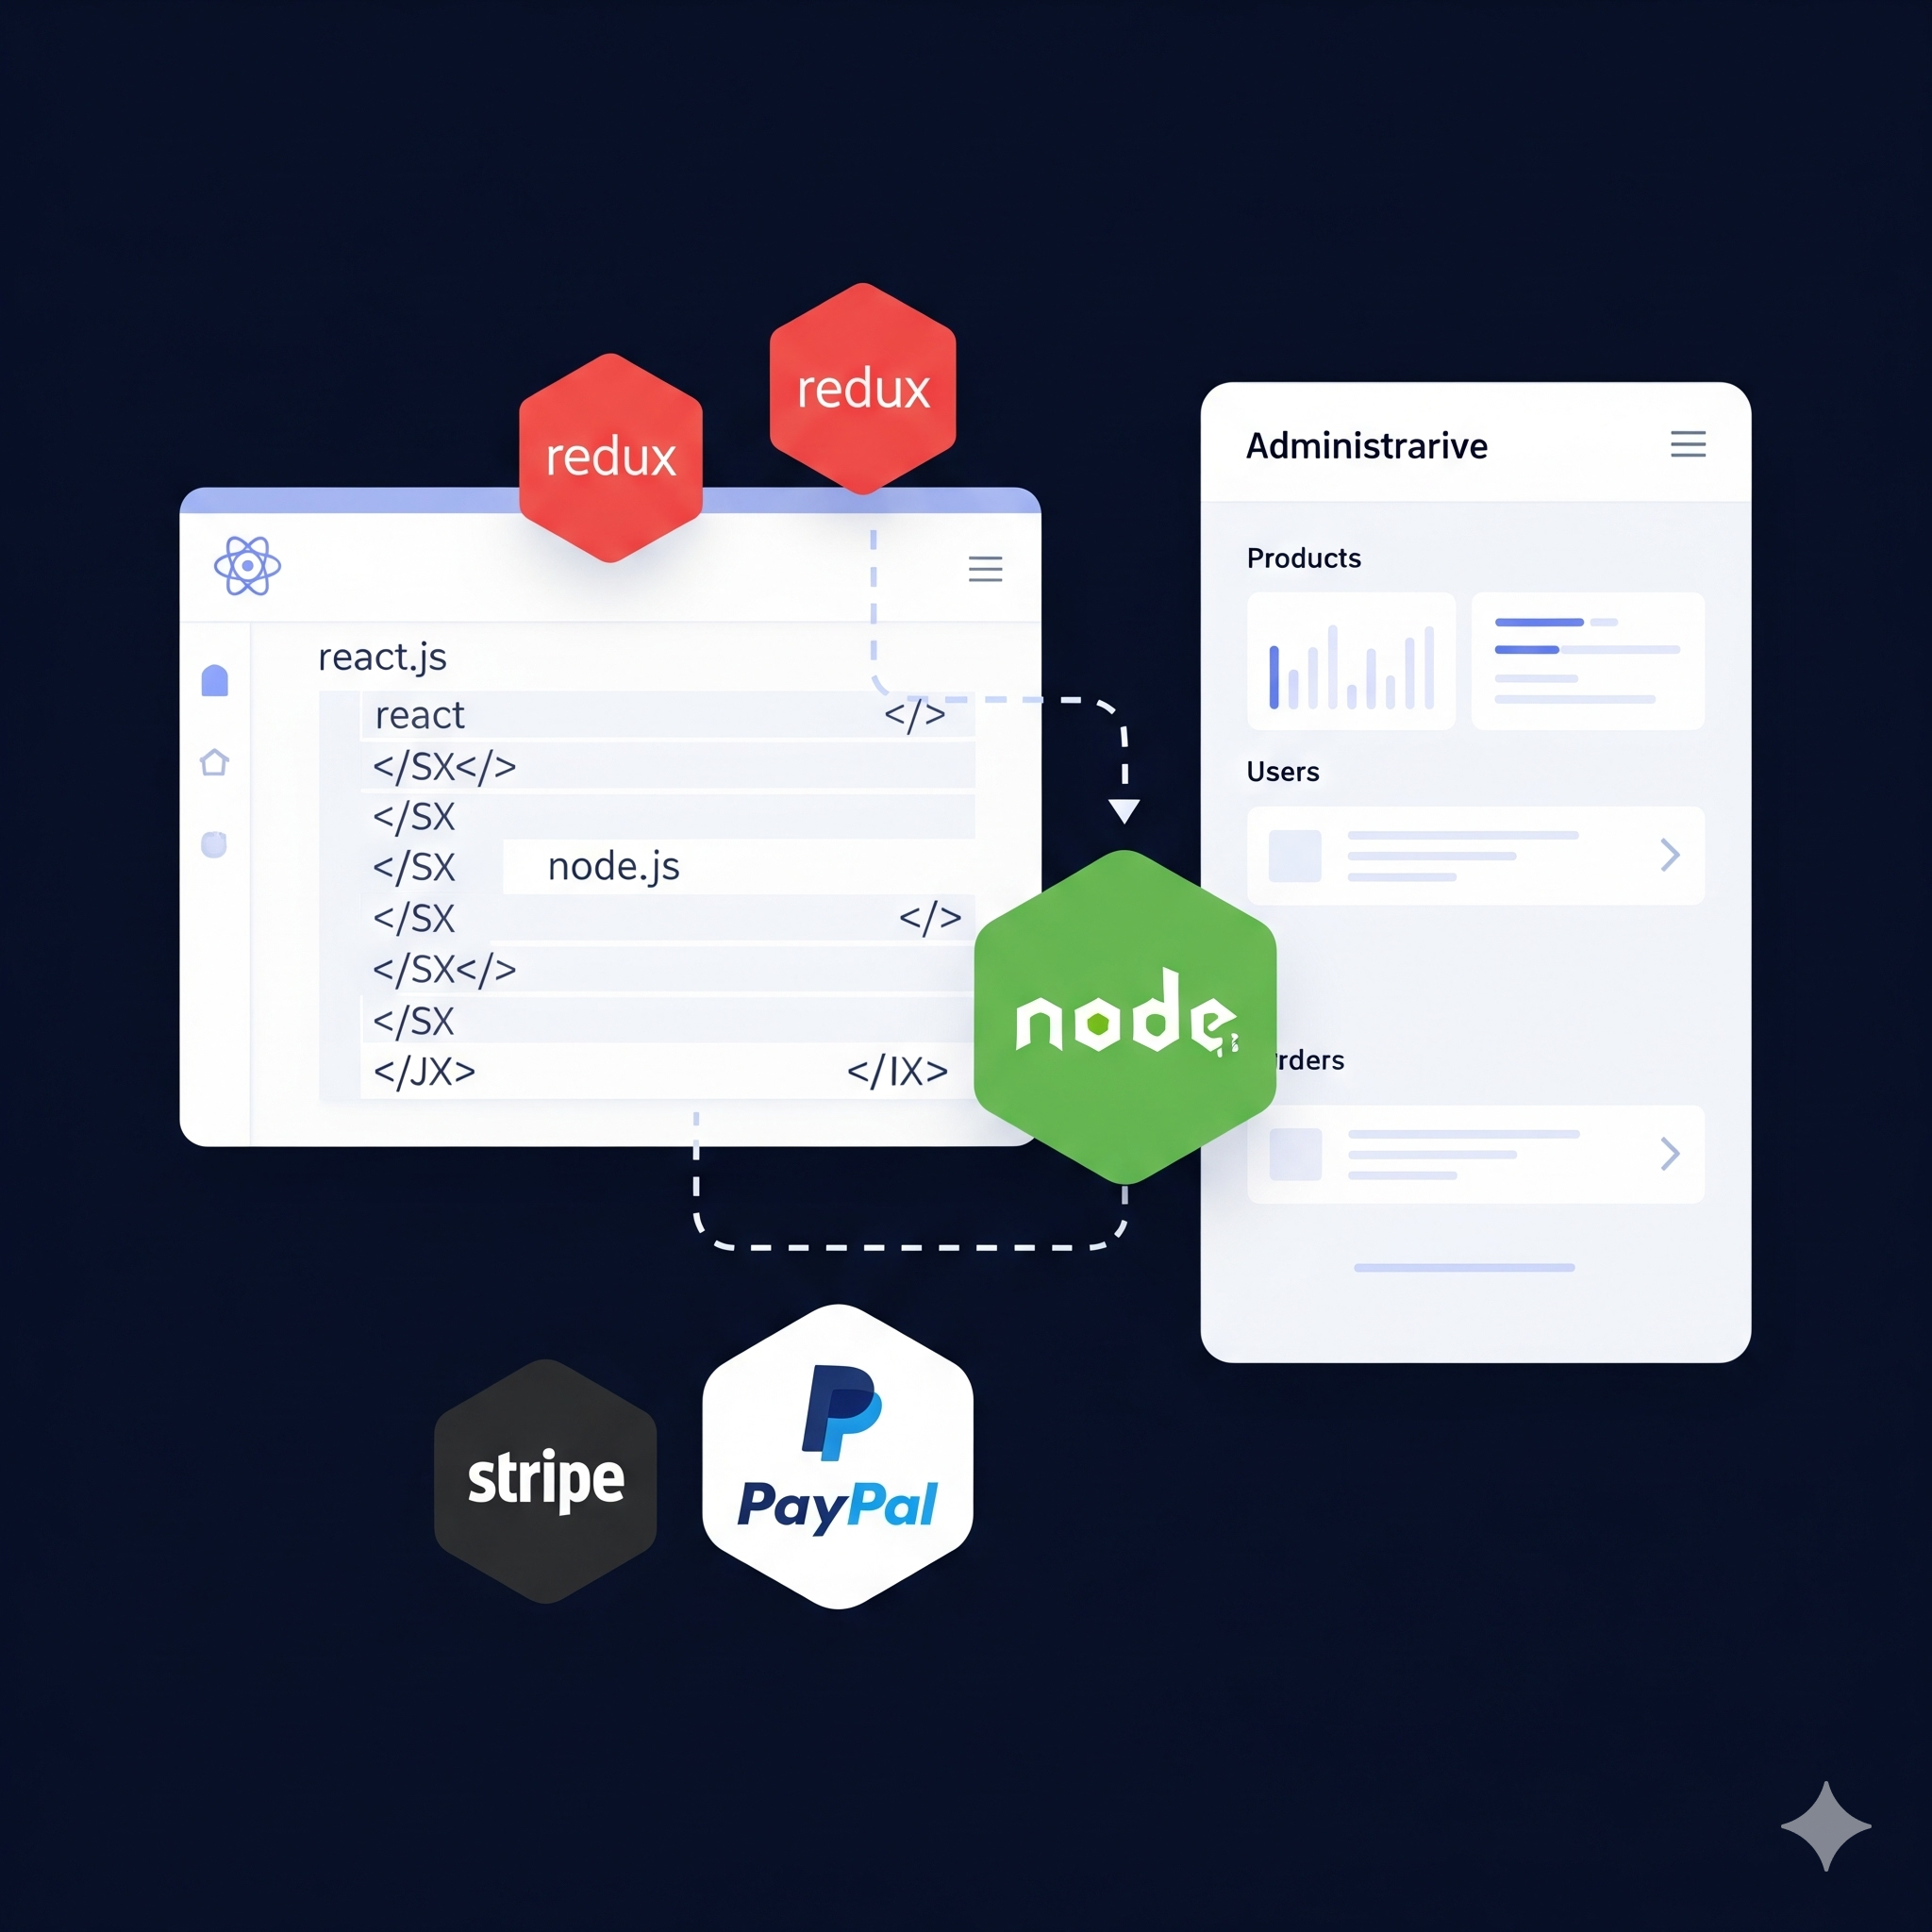 redux
redux
react.js
react </>
</SX</>
</SX
</SX node.js
</SX </>
</SX</>
</SX
</JX> </IX>
node
stripe
PayPal
Administrarive
Products
Users
rders